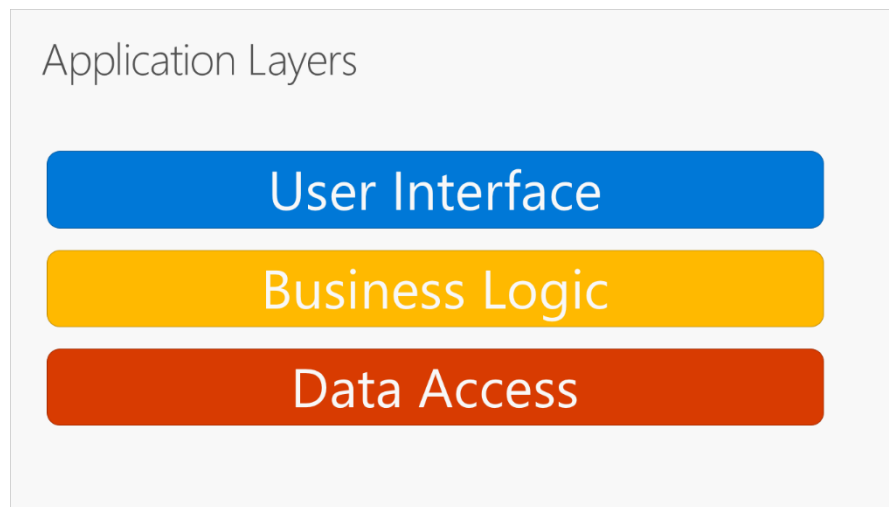 Application Layers
User Interface
Business Logic
Data Access